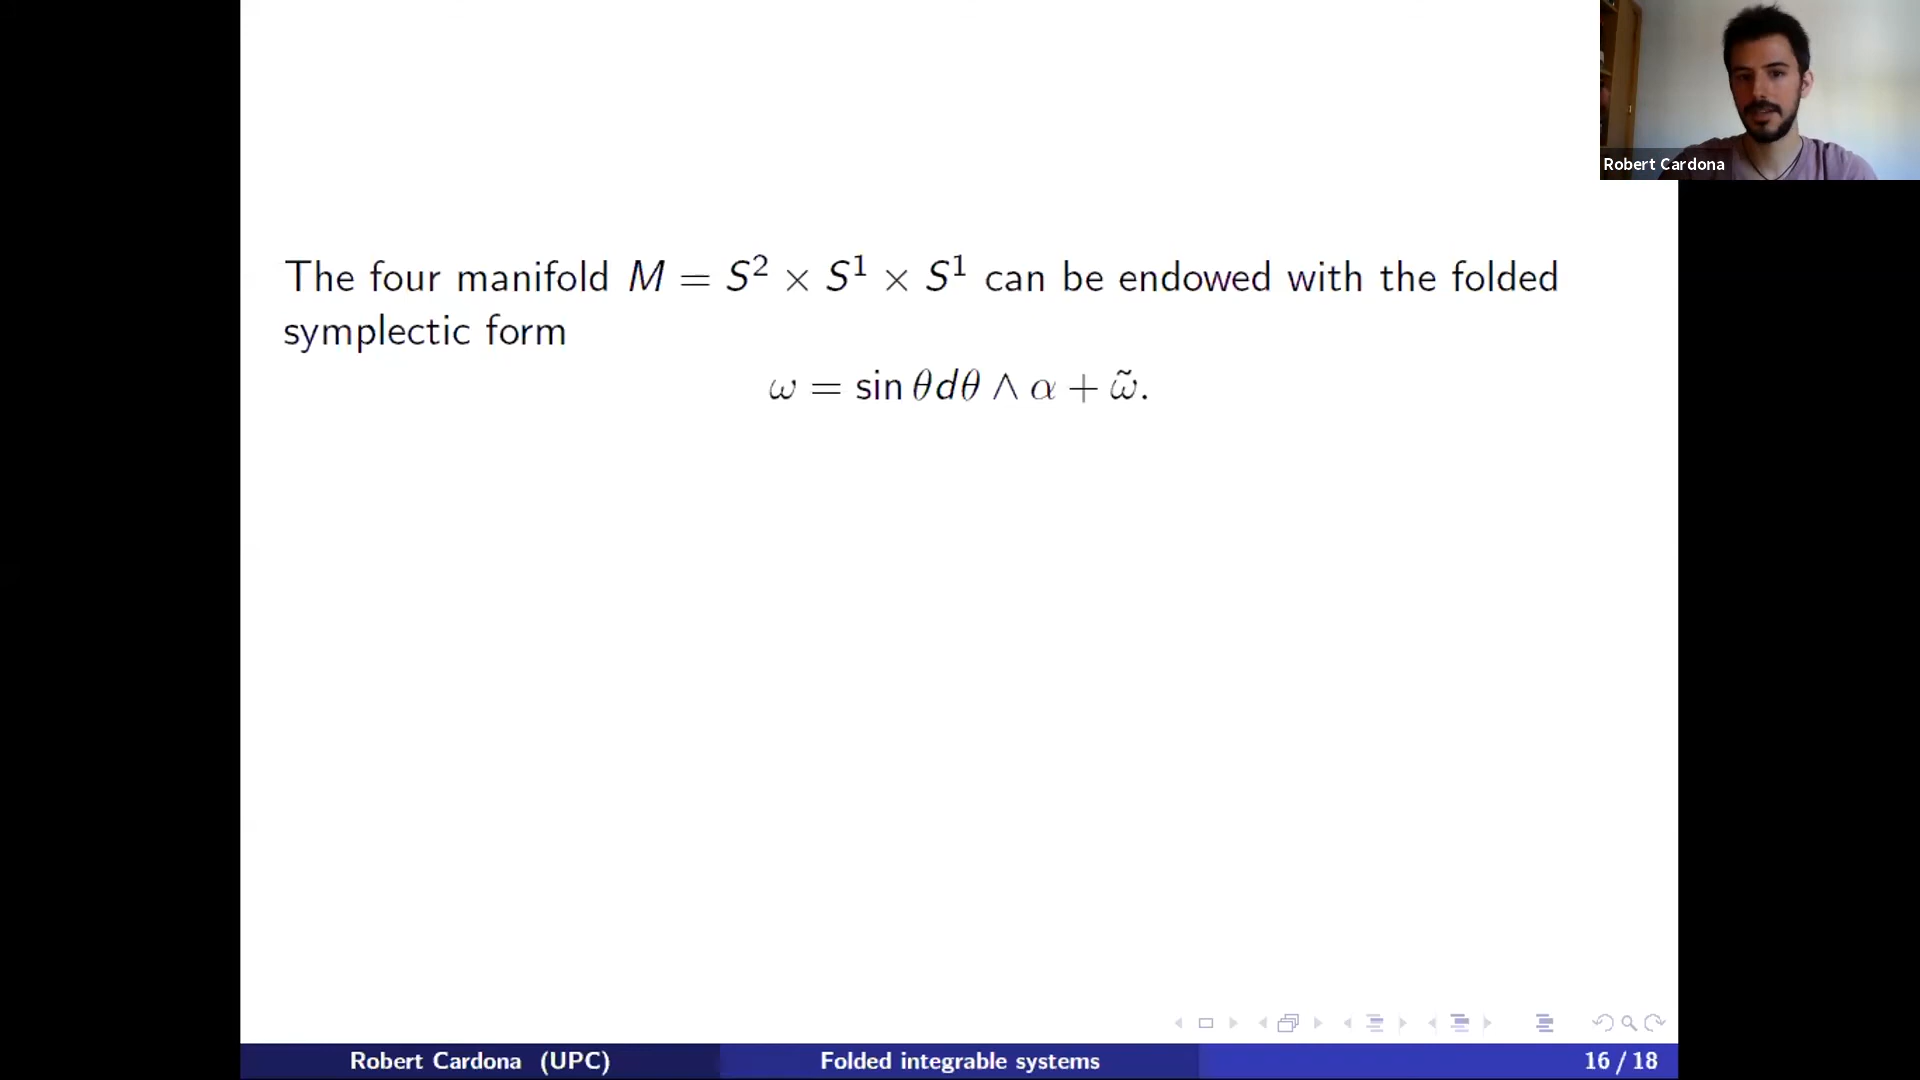 Robert Cardona
The four manifold M = S² × S¹ × S¹ can be endowed with the folded
symplectic form
ω = sin θdθ ∧ α + ω̃.
Robert Cardona (UPC)
Folded integrable systems
16 / 18